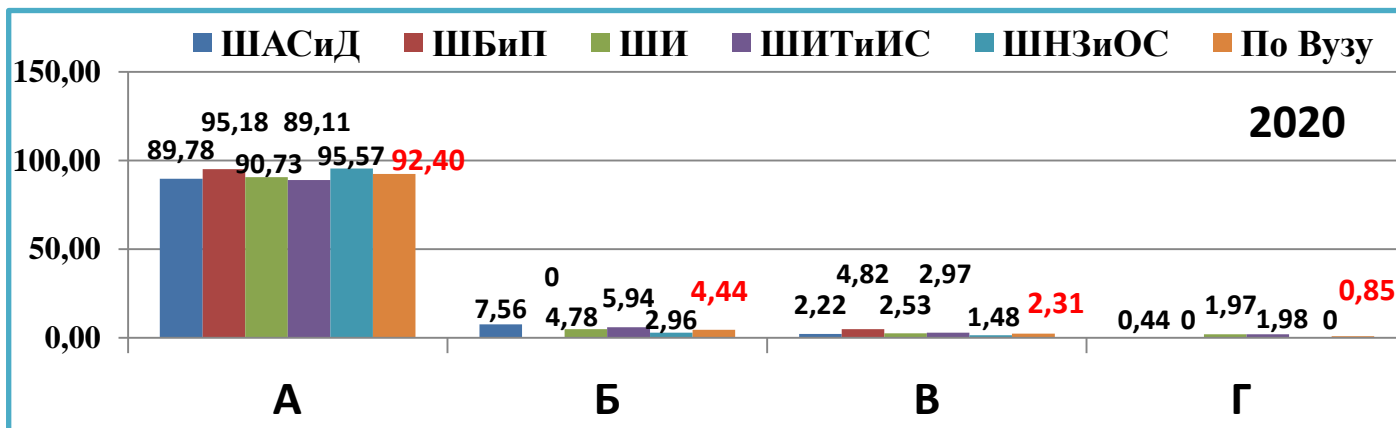 ШАСиД ШБиП ШИ ШИТиИС ШНЗиОС По Вузу
150,00
2020
95,18 89,11
89,78 90,73 95,57 92,40
100,00
50,00
0 4,82 2,97
7,56 5,94 4,44 2,22 2,53 2,31 0,85
4,78 2,96 1,48 0,44 0 1,97 1,98 0
0,00
А Б В Г